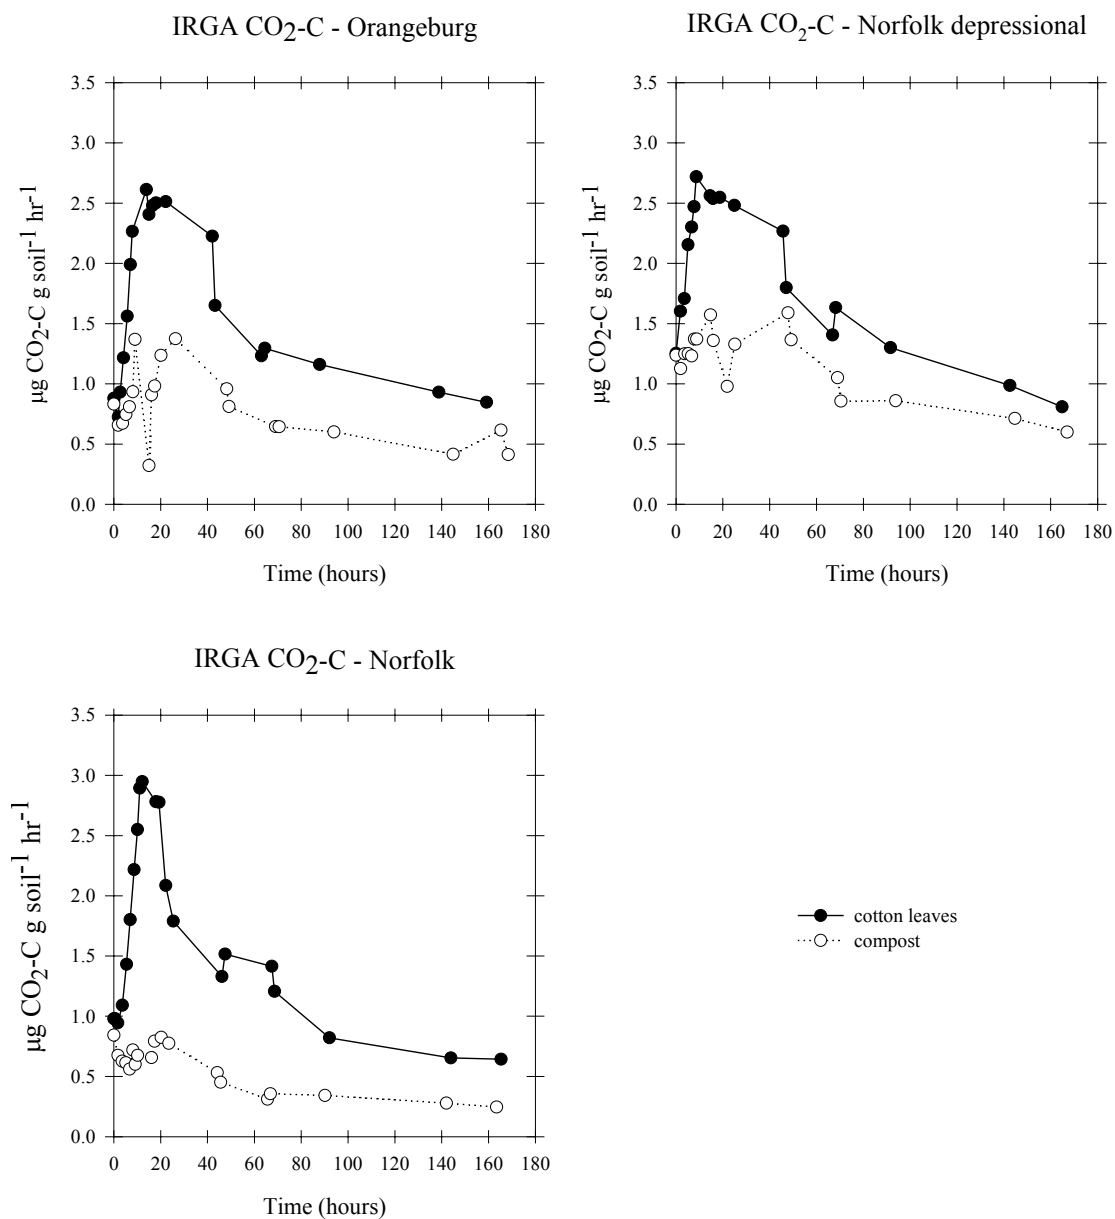 IRGA CO2-C - Orangeburg
IRGA CO2-C - Norfolk depressional
µg CO2-C g soil-1 hr-1
3.5
3.0
2.5
2.0
1.5
1.0
0.5
0.0
0 20 40 60 80 100 120 140 160 180
Time (hours)
µg CO2-C g soil-1 hr-1
3.5
3.0
2.5
2.0
1.5
1.0
0.5
0.0
0 20 40 60 80 100 120 140 160 180
Time (hours)
IRGA CO2-C - Norfolk
µg CO2-C g soil-1 hr-1
3.5
3.0
2.5
2.0
1.5
1.0
0.5
0.0
0 20 40 60 80 100 120 140 160 180
Time (hours)
cotton leaves
compost